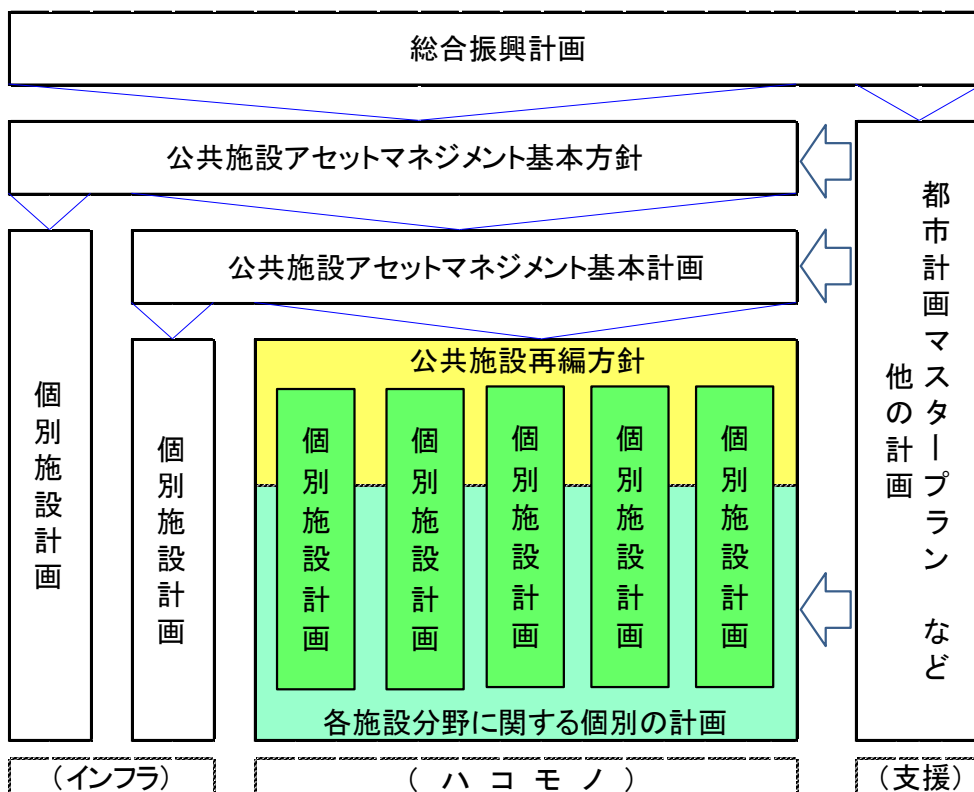 総合振興計画
公共施設アセットマネジメント基本方針
公共施設アセットマネジメント基本計画
個別施設計画
個別施設計画
公共施設再編方針
個別施設計画
個別施設計画
個別施設計画
個別施設計画
個別施設計画
各施設分野に関する個別の計画
都市計画マスタープラン など
他の計画
（インフラ）
（ハコモノ）
（支援）